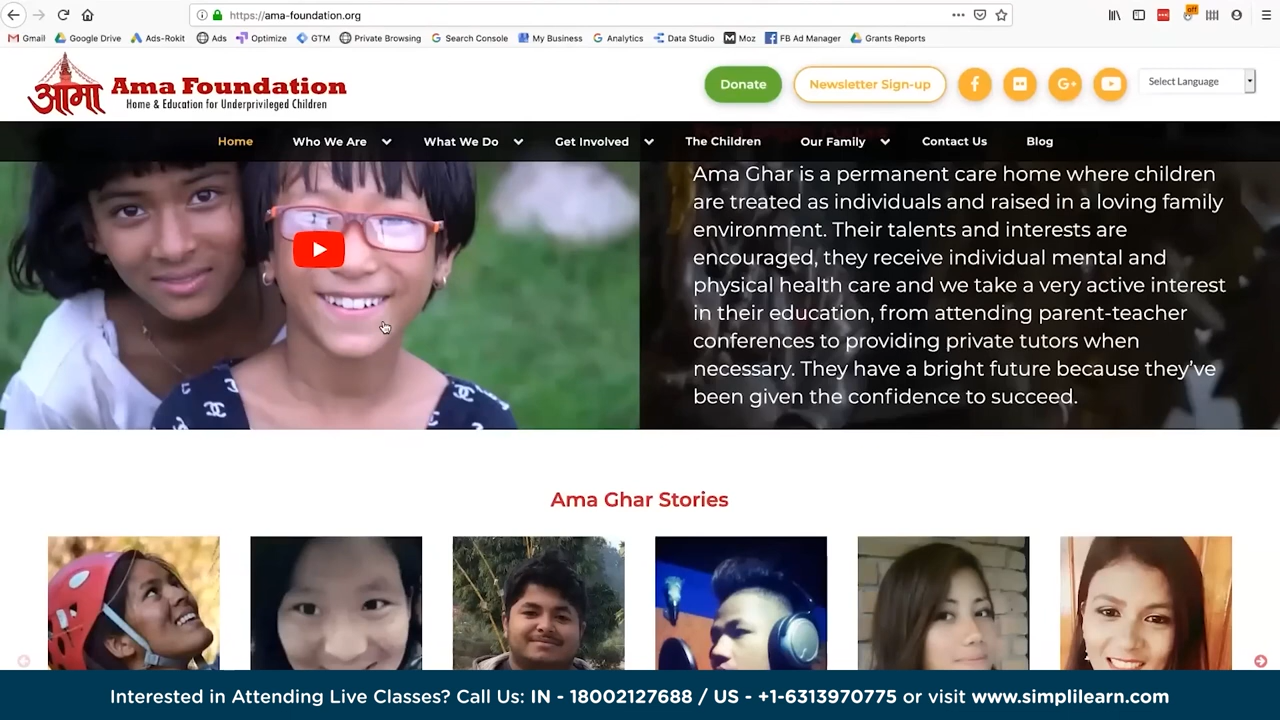 https://ama-foundation.org
off
Gmail Google Drive Ads-Rokit Ads Optimize GTM Private Browsing Search Console My Business Analytics Data Studio Moz FB Ad Manager Grants Reports
आमा Ama Foundation
Home & Education for Underprivileged Children
Donate Newsletter Sign-up Select Language
Home Who We Are What We Do Get Involved The Children Our Family Contact Us Blog
Ama Ghar is a permanent care home where children
are treated as individuals and raised in a loving family
environment. Their talents and interests are
encouraged, they receive individual mental and
physical health care and we take a very active interest
in their education, from attending parent-teacher
conferences to providing private tutors when
necessary. They have a bright future because they've
been given the confidence to succeed.
Ama Ghar Stories
Interested in Attending Live Classes? Call Us: IN - 18002127688 / US - +1-6313970775 or visit www.simplilearn.com